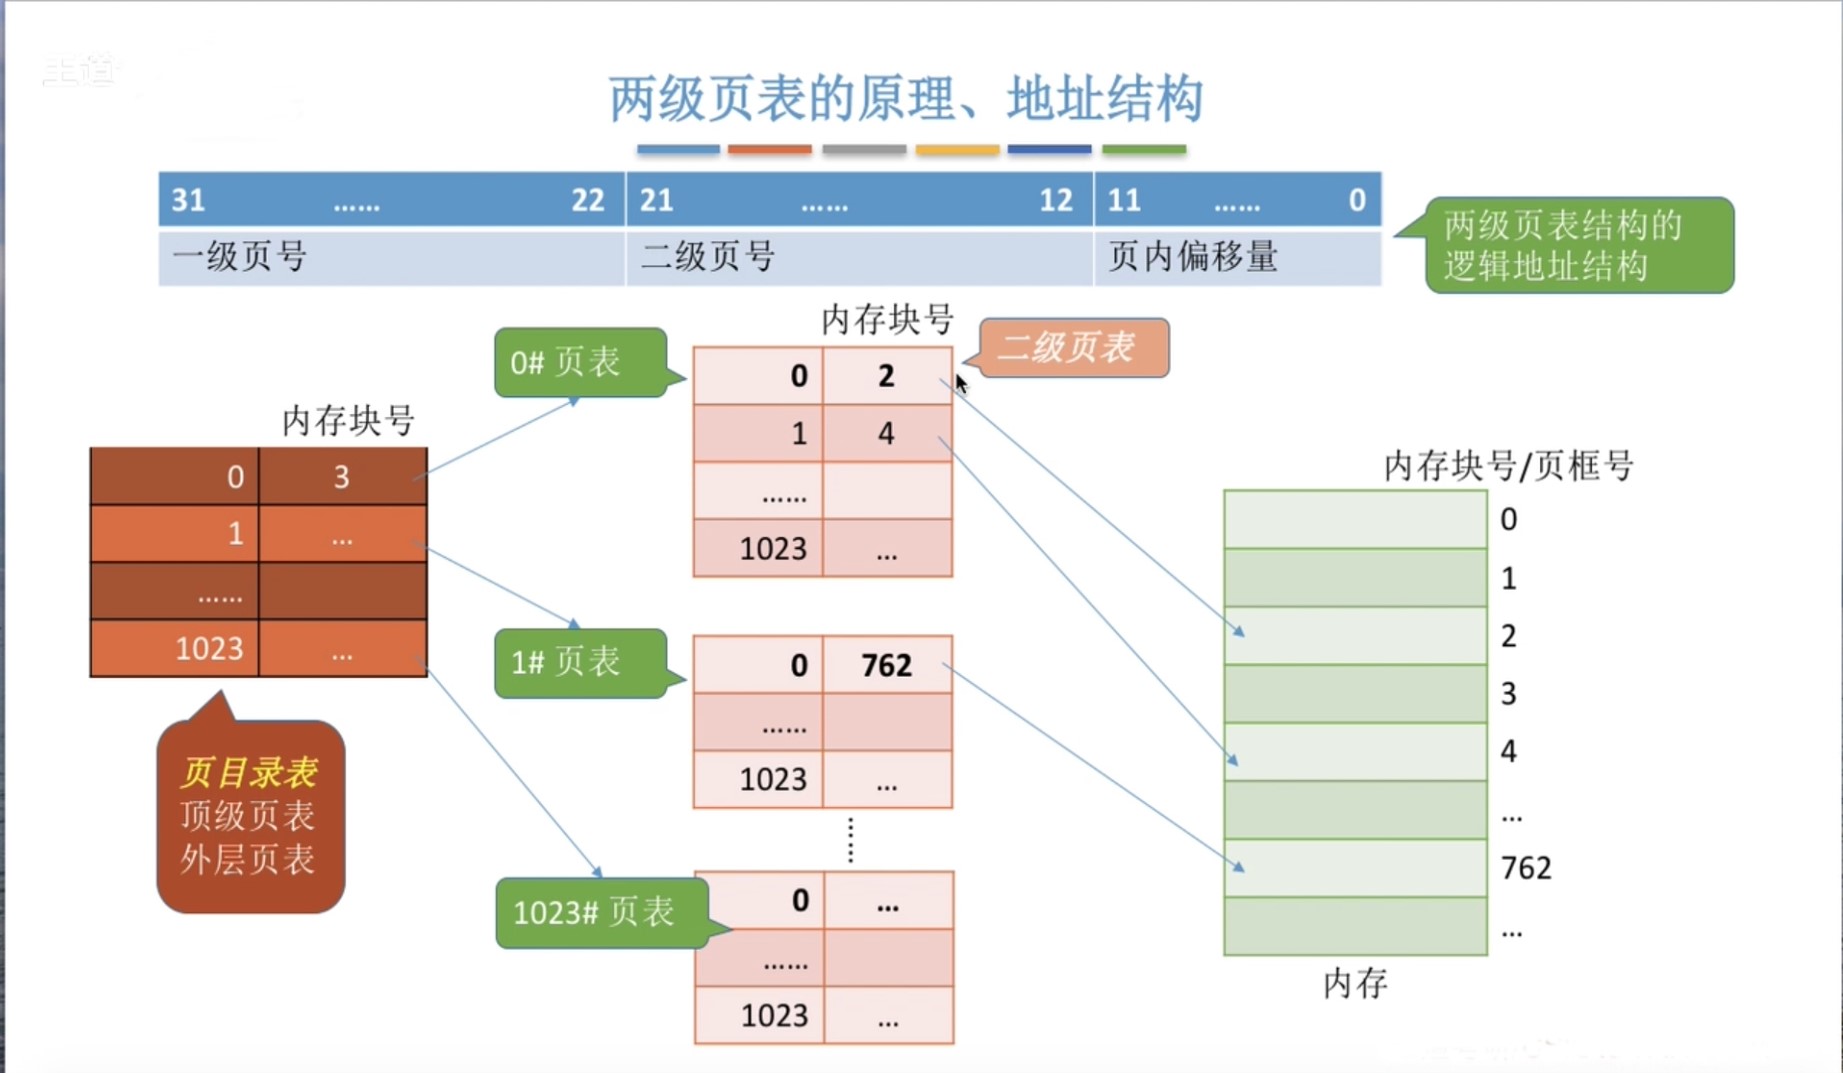 王道
两级页表的原理、地址结构
31 …… 22 21 …… 12 11 …… 0
一级页号 二级页号 页内偏移量
两级页表结构的
逻辑地址结构
内存块号
0 3
1 …
……
1023 …
页目录表
顶级页表
外层页表
0# 页表
内存块号
二级页表
0 2
1 4
……
1023 …
1# 页表
0 762
……
1023 …
1023# 页表
0 …
……
1023 …
内存块号/页框号
0
1
2
3
4
…
762
…
内存